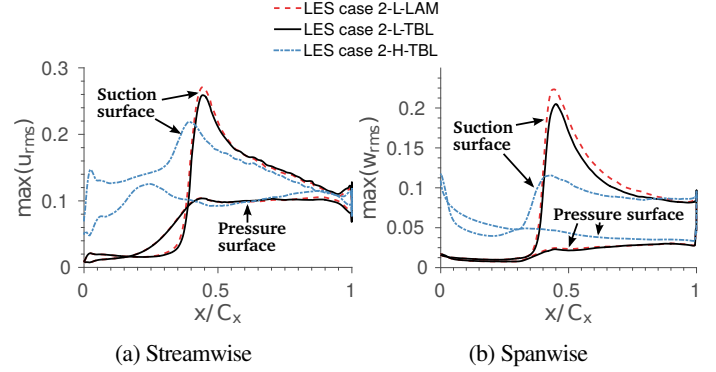 LES case 2-L-LAM
LES case 2-L-TBL
LES case 2-H-TBL
0.3
0.2
0.1
0
max(u_rms)
Suction
surface
Pressure
surface
0
0.5
1
x/C_x
(a) Streamwise
0.2
0.15
0.1
0.05
0
max(w_rms)
Suction
surface
Pressure surface
0
0.5
1
x/C_x
(b) Spanwise